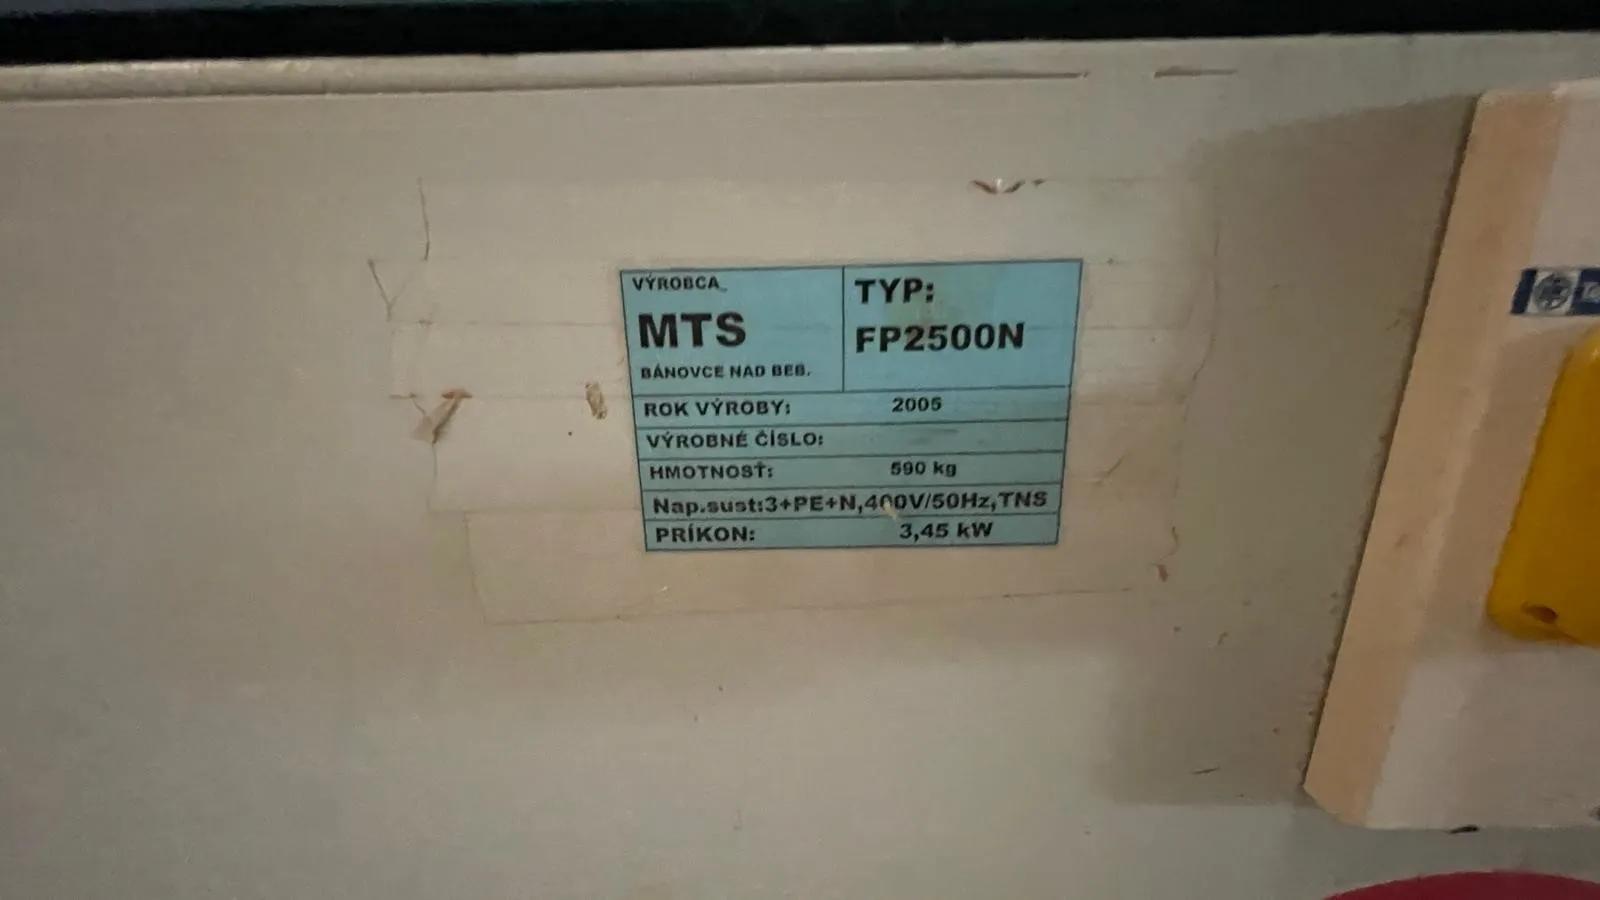 VÝROBCA
MTS
BÁNOVCE NAD BEB.
TYP:
FP2500N
ROK VÝROBY: 2005
VÝROBNÉ ČÍSLO:
HMOTNOSŤ: 590 kg
Nap.sust:3+PE+N,400V/50Hz,TNS
PRÍKON: 3,45 kW